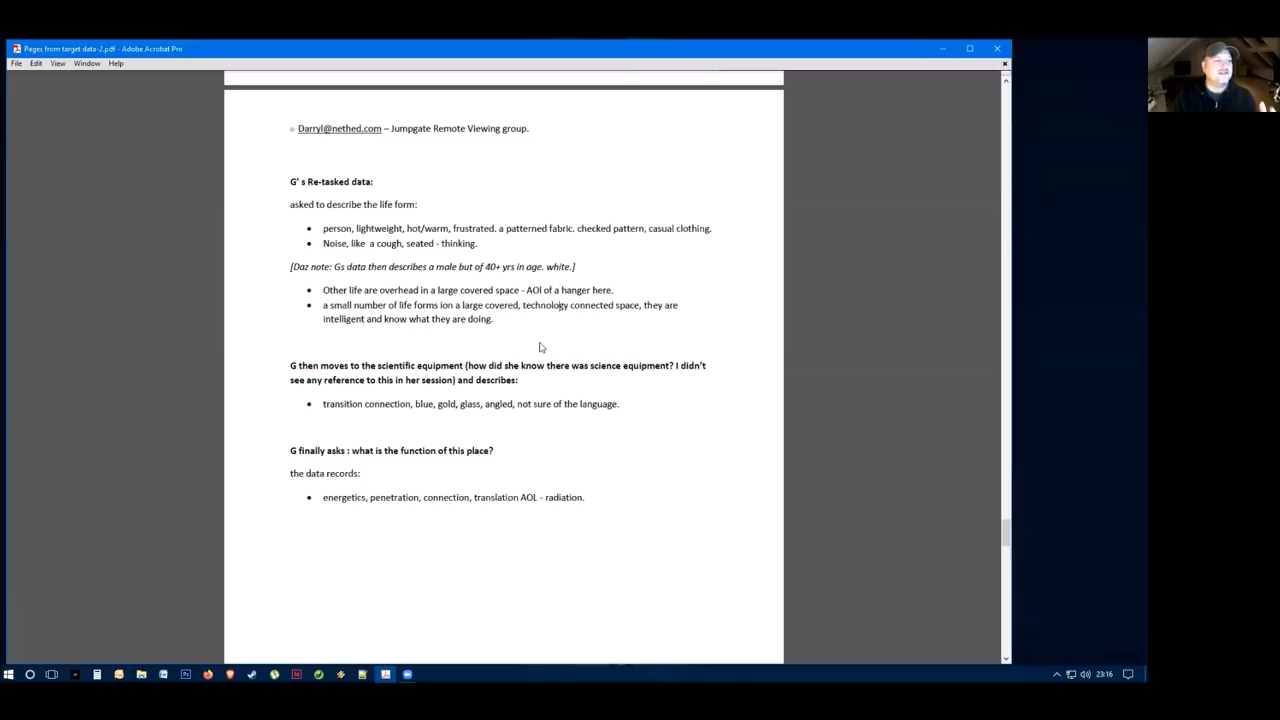 Pages from target data-2.pdf - Adobe Acrobat Pro
File Edit View Window Help
Darryl@nethed.com – Jumpgate Remote Viewing group.
G' s Re-tasked data:
asked to describe the life form:
• person, lightweight, hot/warm, frustrated. a patterned fabric. checked pattern, casual clothing.
• Noise, like a cough, seated - thinking.
[Daz note: Gs data then describes a male but of 40+ yrs in age. white.]
• Other life are overhead in a large covered space - AOl of a hanger here.
• a small number of life forms ion a large covered, technology connected space, they are
intelligent and know what they are doing.
G then moves to the scientific equipment (how did she know there was science equipment? I didn't
see any reference to this in her session) and describes:
• transition connection, blue, gold, glass, angled, not sure of the language.
G finally asks : what is the function of this place?
the data records:
• energetics, penetration, connection, translation AOL - radiation.
23:16